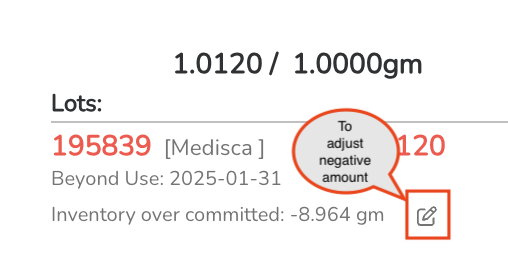 1.0120 / 1.0000gm
Lots:
195839 [Medisca ] 120
To
adjust
negative
amount
Beyond Use: 2025-01-31
Inventory over committed: -8.964 gm